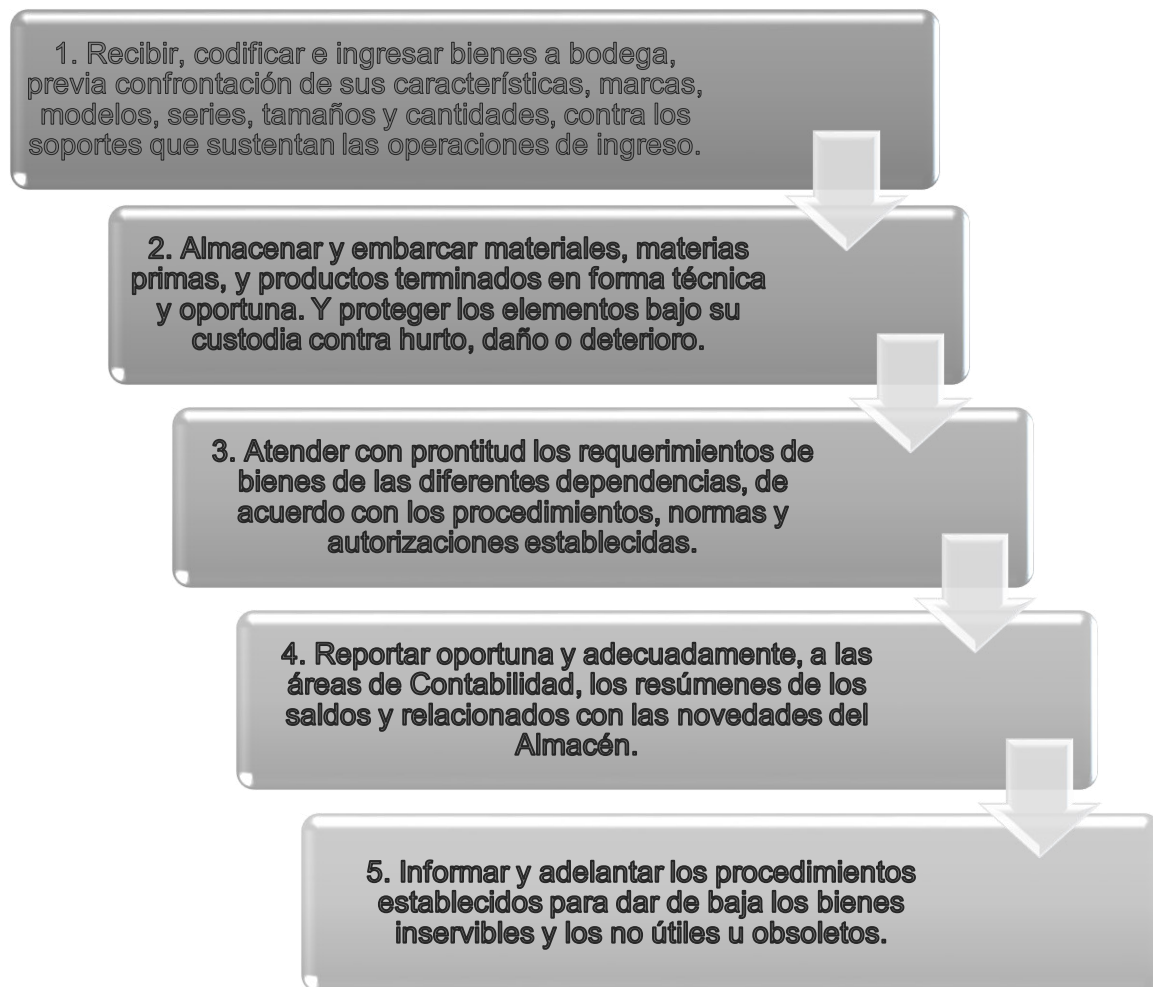 1. Recibir, codificar e ingresar bienes a bodega,
previa confrontación de sus características, marcas,
modelos, series, tamaños y cantidades, contra los
soportes que sustentan las operaciones de ingreso.
2. Almacenar y embarcar materiales, materias
primas, y productos terminados en forma técnica
y oportuna. Y proteger los elementos bajo su
custodia contra hurto, daño o deterioro.
3. Atender con prontitud los requerimientos de
bienes de las diferentes dependencias, de
acuerdo con los procedimientos, normas y
autorizaciones establecidas.
4. Reportar oportuna y adecuadamente, a las
áreas de Contabilidad, los resúmenes de los
saldos y relacionados con las novedades del
Almacén.
5. Informar y adelantar los procedimientos
establecidos para dar de baja los bienes
inservibles y los no útiles u obsoletos.